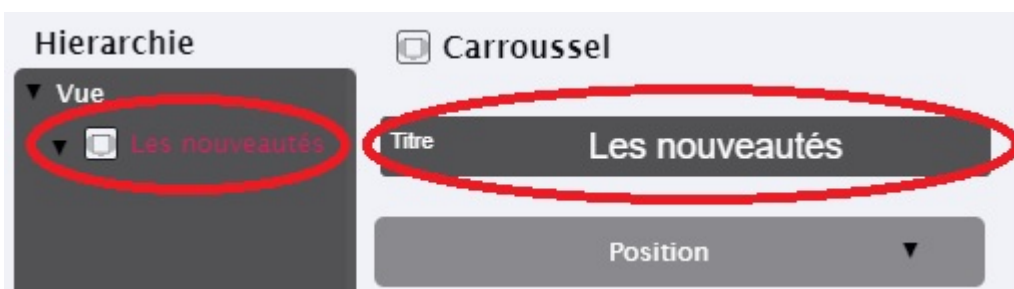 Hierarchie
Vue
Les nouveautés
Carroussel
Titre Les nouveautés
Position